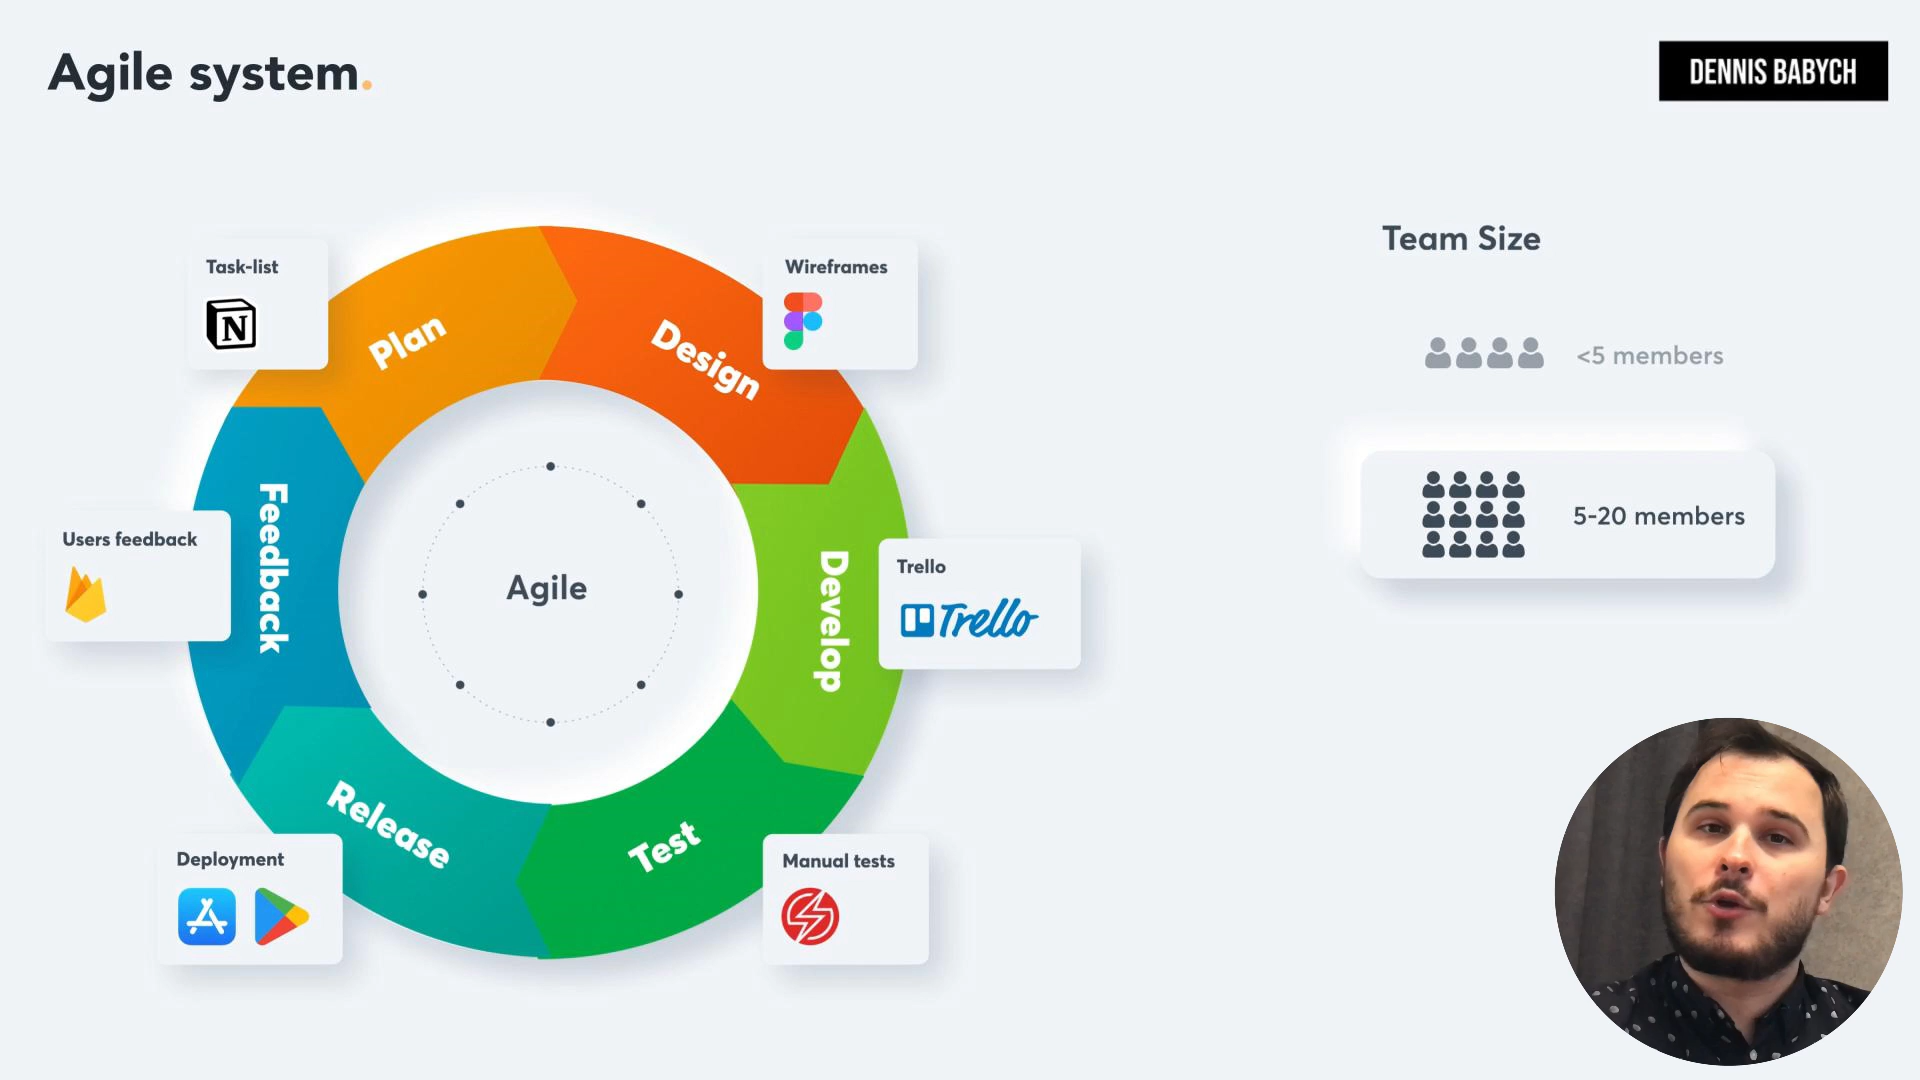 Agile system.
DENNIS BABYCH
Task-list
N
Plan
Design
Wireframes
Team Size
<5 members
5-20 members
Feedback
Users feedback
Agile
Develop
Trello
Trello
Release
Test
Deployment
Manual tests